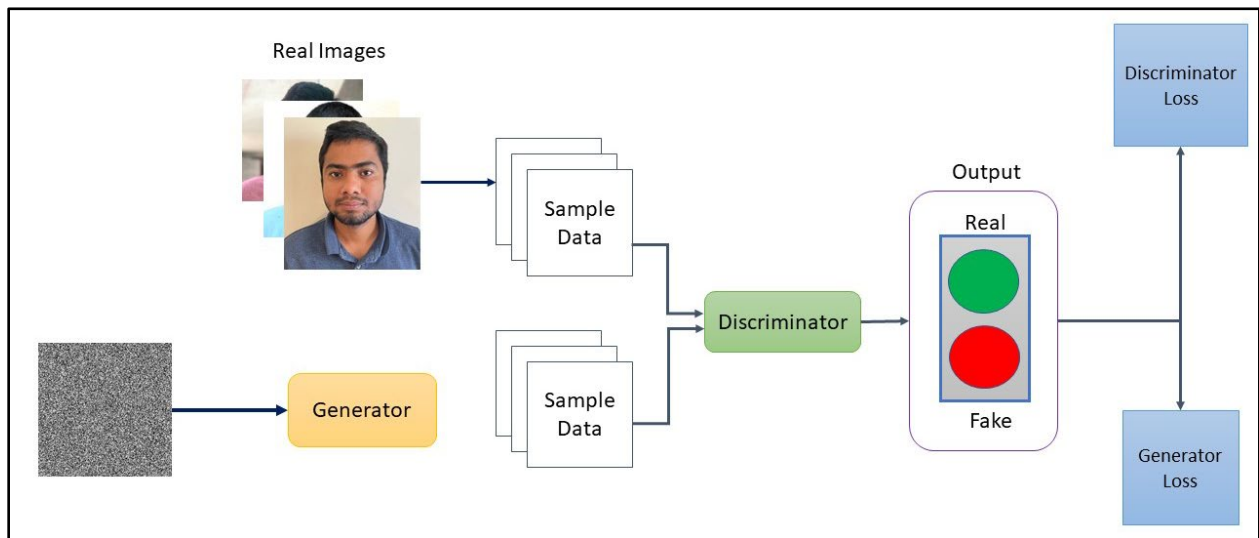 Real Images
Sample
Data
Generator
Sample
Data
Discriminator
Output
Real
Fake
Discriminator
Loss
Generator
Loss